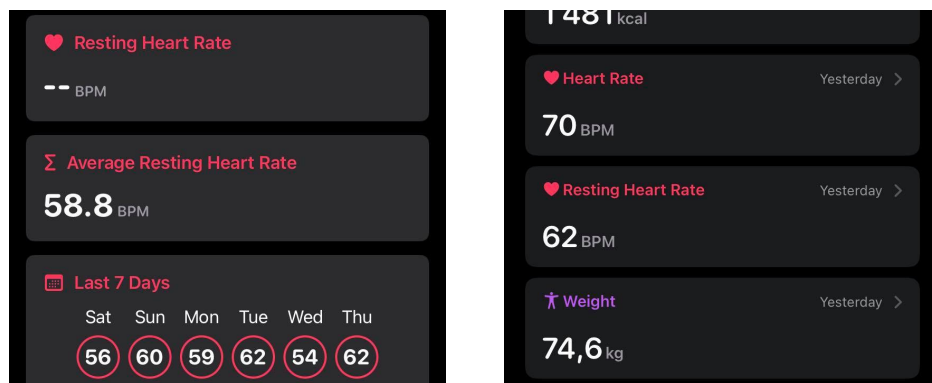 Resting Heart Rate
-- BPM
Σ Average Resting Heart Rate
58.8 BPM
Last 7 Days
Sat Sun Mon Tue Wed Thu
56 60 59 62 54 62
1 481 kcal
Heart Rate Yesterday
70 BPM
Resting Heart Rate Yesterday
62 BPM
Weight Yesterday
74,6 kg